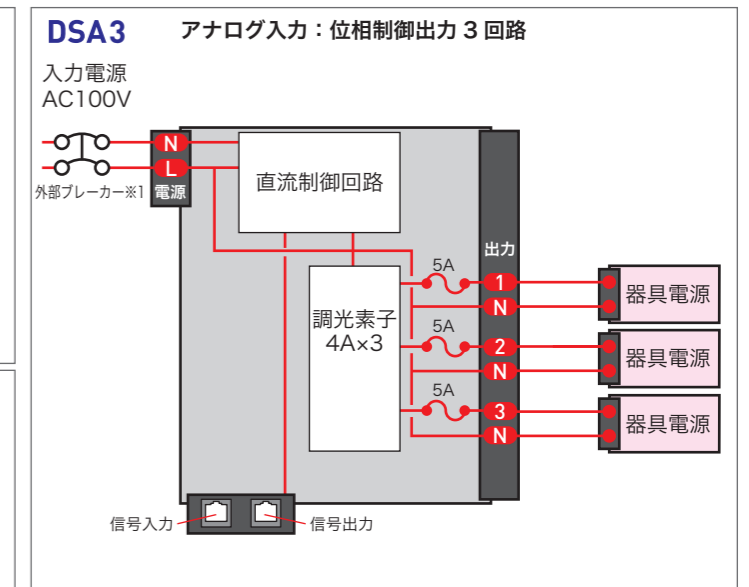 DSA3 アナログ入力：位相制御出力3回路
入力電源
AC100V
N
L
電源
外部ブレーカー※1
直流制御回路
調光素子
4A×3
出力
5A
1
N
器具電源
5A
2
N
器具電源
5A
3
N
器具電源
信号入力
信号出力